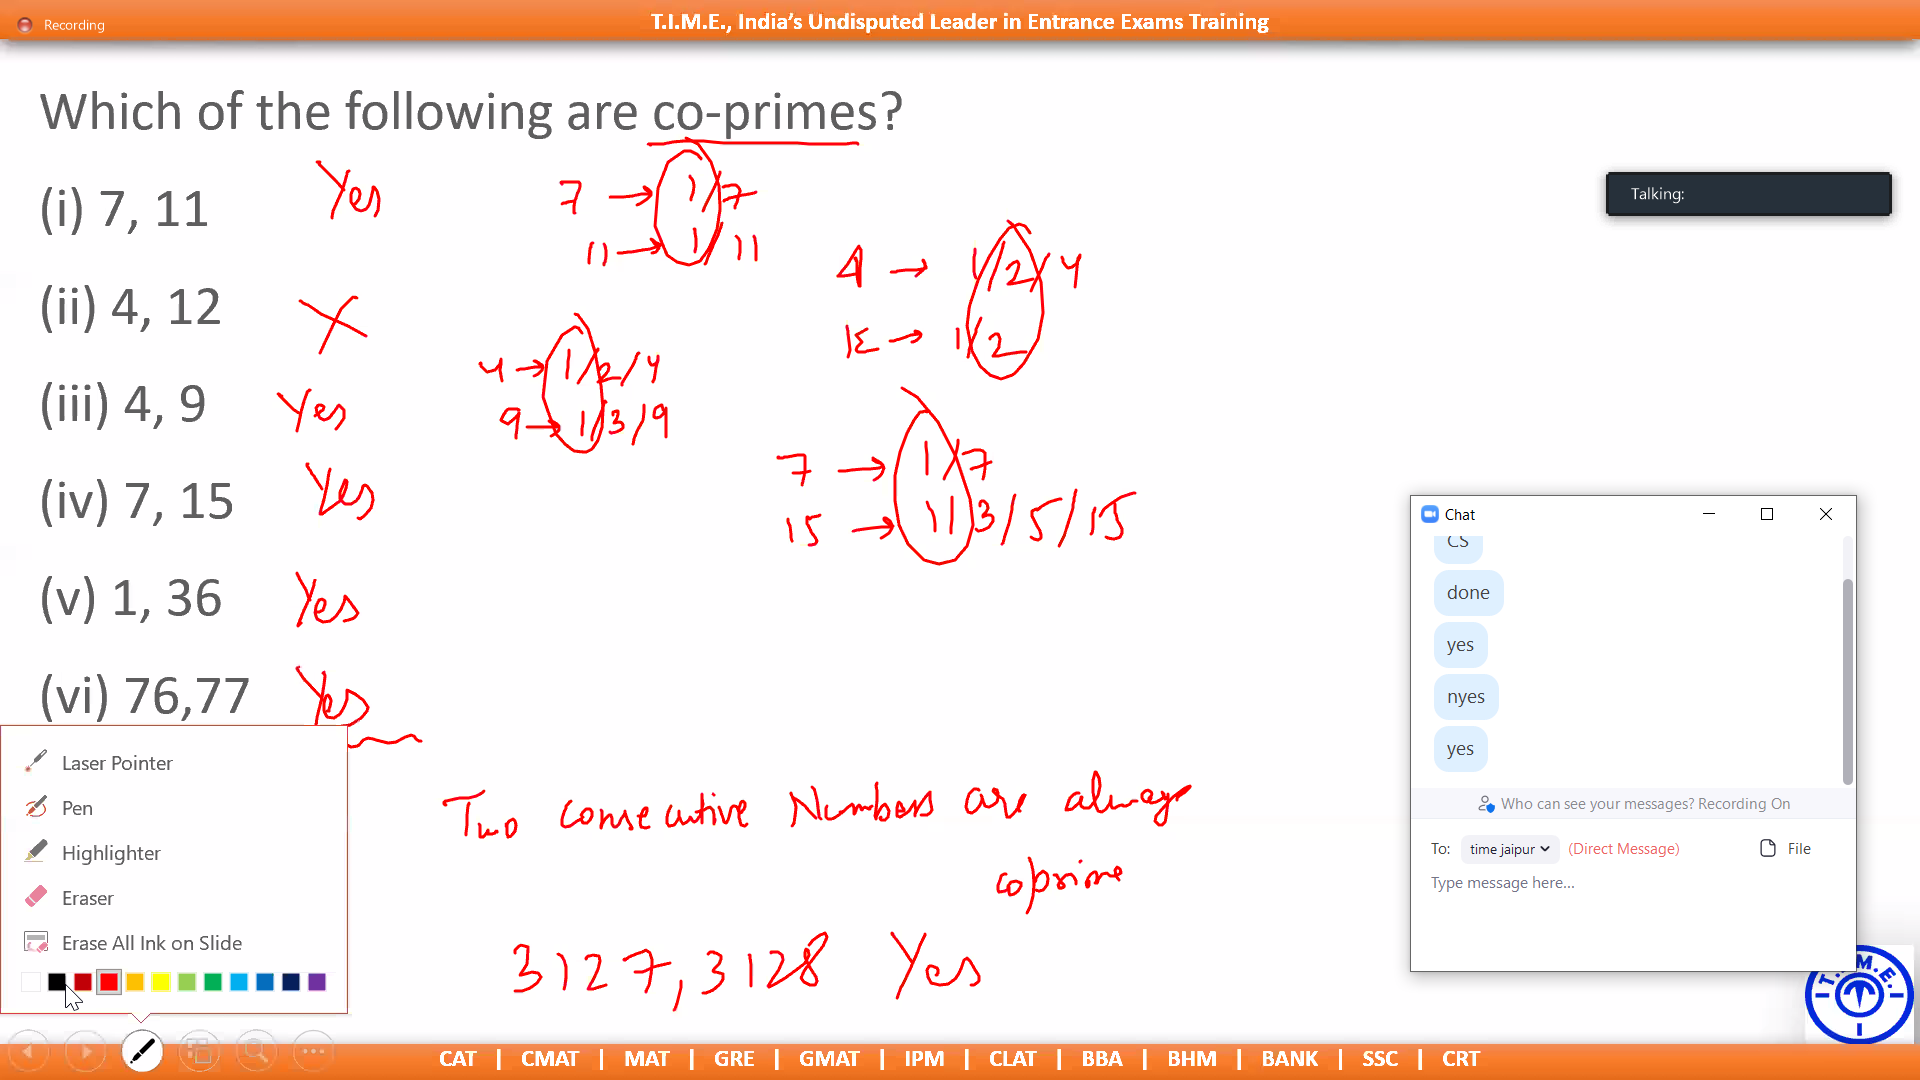 Recording
T.I.M.E., India's Undisputed Leader in Entrance Exams Training
Which of the following are co-primes?
(i) 7, 11 Yes
7 → 1/7
11 → 1/11
(ii) 4, 12 X
4 → 1/2/4
12 → 1/2
(iii) 4, 9 Yes
4 → 1/2/4
9 → 1/3/9
(iv) 7, 15 Yes
7 → 1/7
15 → 1/3/5/15
(v) 1, 36 Yes
(vi) 76,77 Yes
Two consecutive Numbers are always
coprime
3127, 3128 Yes
Talking:
Chat
CS
done
yes
nyes
yes
Who can see your messages? Recording On
To: time jaipur (Direct Message) File
Type message here...
Laser Pointer
Pen
Highlighter
Eraser
Erase All Ink on Slide
T.I.M.E.
CAT | CMAT | MAT | GRE | GMAT | IPM | CLAT | BBA | BHM | BANK | SSC | CRT